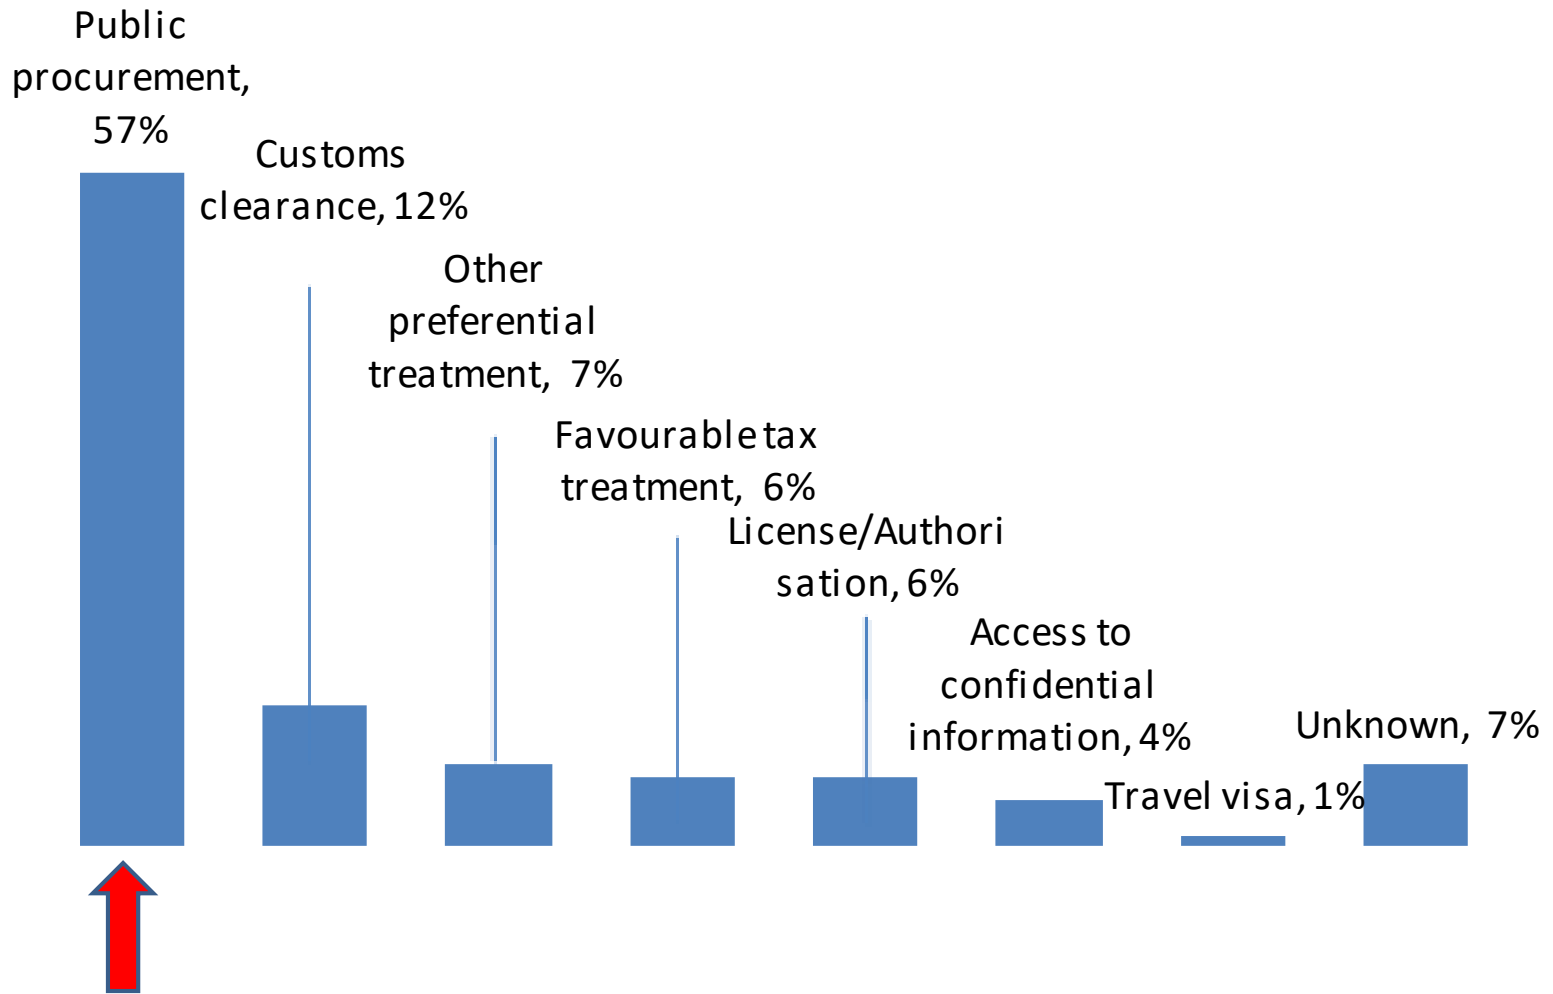 Public
procurement,
57%
Customs
clearance, 12%
Other
preferential
treatment, 7%
Favourable tax
treatment, 6%
License/Authori
sation, 6%
Access to
confidential
information, 4%
Travel visa, 1%
Unknown, 7%